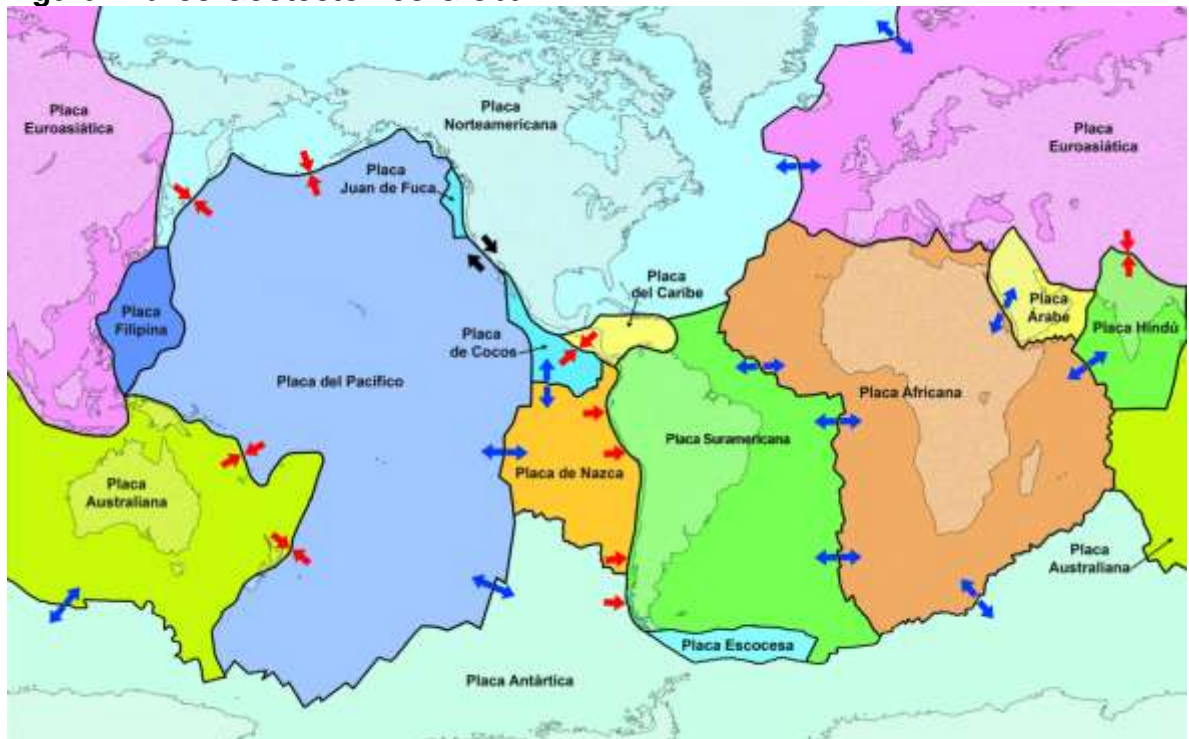 Placa
Euroasiática
Placa
Norteamericana
Placa
Euroasiática
Placa
Juan de Fuca
Placa
Filipina
Placa
del Caribe
Placa
Árabe
Placa Hindú
Placa
de Cocos
Placa del Pacífico
Placa Africana
Placa Suramericana
Placa de Nazca
Placa
Australiana
Placa
Australiana
Placa Escocesa
Placa Antártica